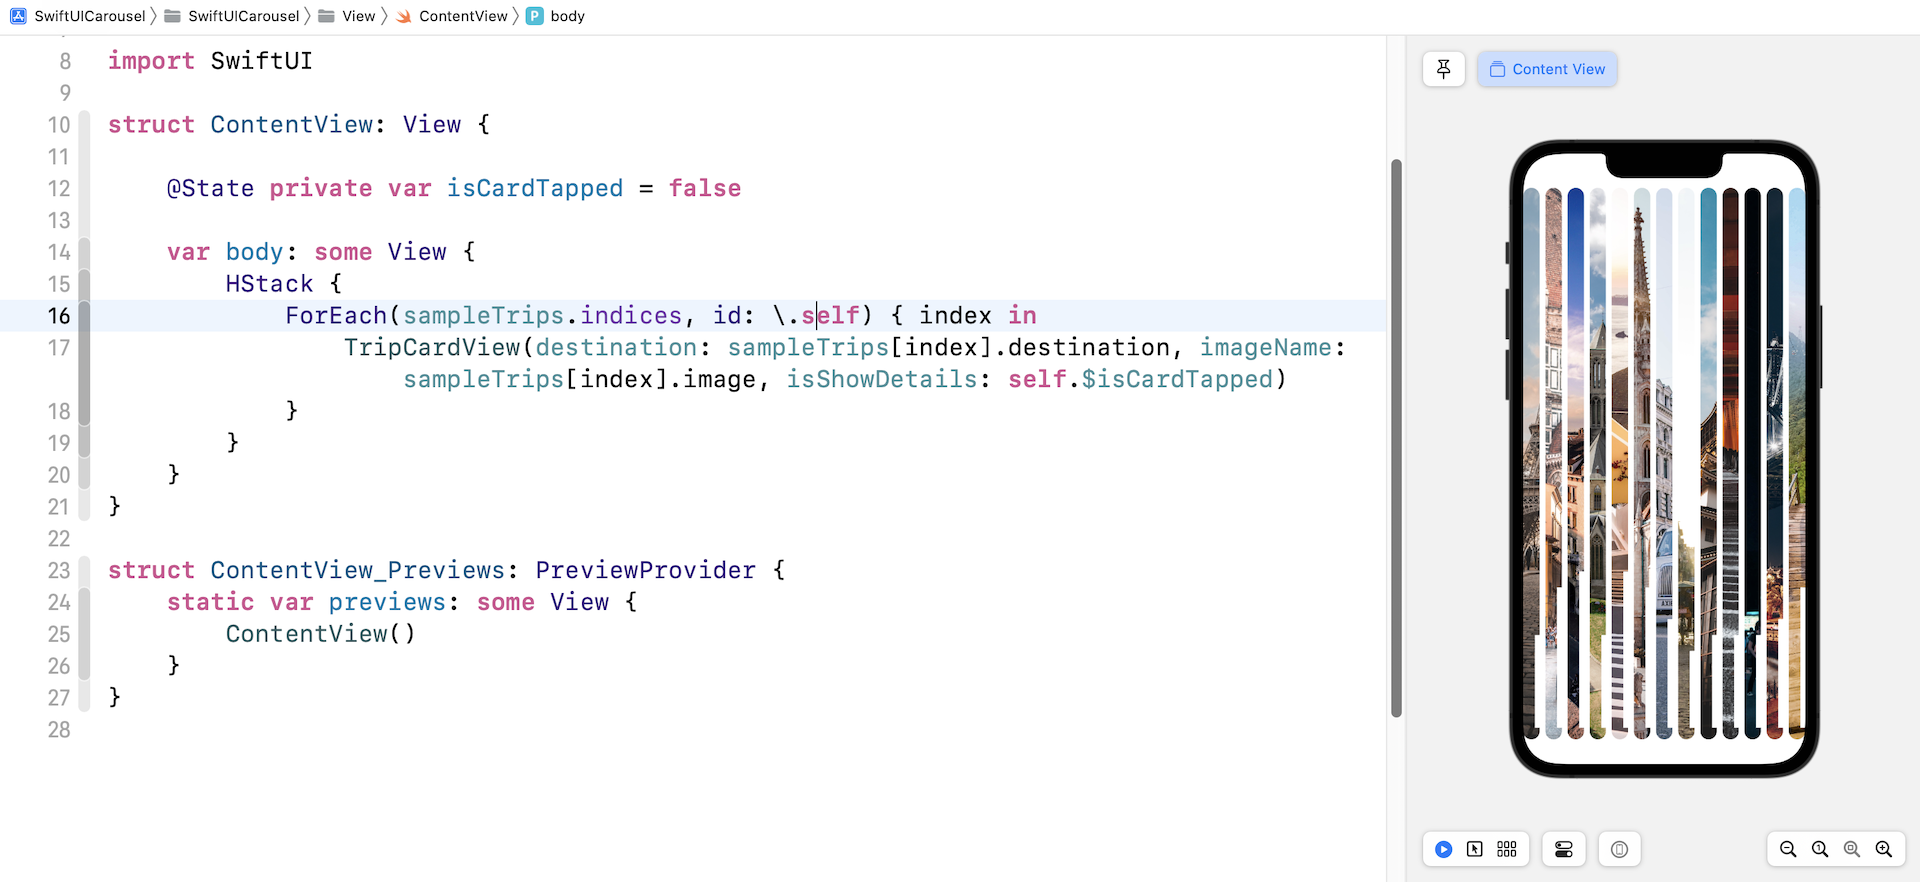 SwiftUICarousel SwiftUICarousel View ContentView P body
8 import SwiftUI
9
10 struct ContentView: View {
11
12 @State private var isCardTapped = false
13
14 var body: some View {
15 HStack {
16 ForEach(sampleTrips.indices, id: \.self) { index in
17 TripCardView(destination: sampleTrips[index].destination, imageName:
sampleTrips[index].image, isShowDetails: self.$isCardTapped)
18 }
19 }
20 }
21 }
22
23 struct ContentView_Previews: PreviewProvider {
24 static var previews: some View {
25 ContentView()
26 }
27 }
28
Content View